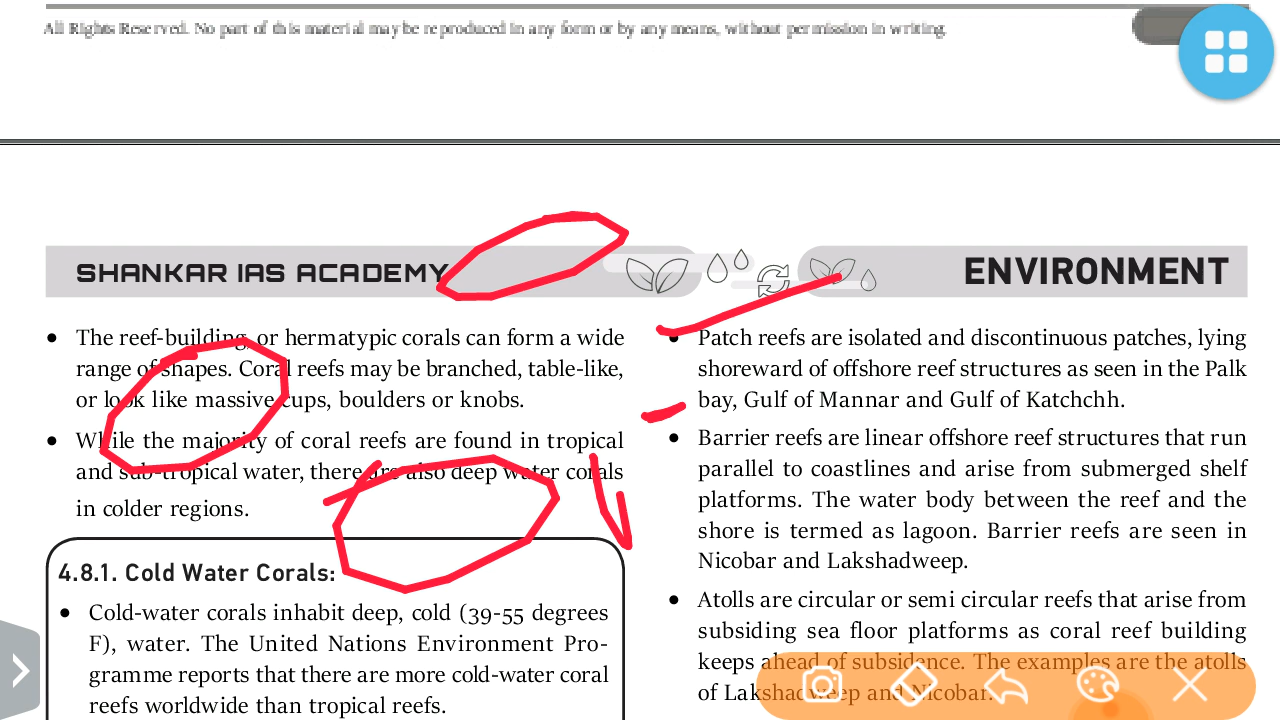 All Rights Reserved. No part of this material may be reproduced in any form or by any means, without permission in writing.
SHANKAR IAS ACADEMY
ENVIRONMENT
• The reef-building, or hermatypic corals can form a wide
range of shapes. Coral reefs may be branched, table-like,
or look like massive cups, boulders or knobs.
• While the majority of coral reefs are found in tropical
and sub-tropical water, there are also deep water corals
in colder regions.
4.8.1. Cold Water Corals:
• Cold-water corals inhabit deep, cold (39-55 degrees
F), water. The United Nations Environment Pro-
gramme reports that there are more cold-water coral
reefs worldwide than tropical reefs.
• Patch reefs are isolated and discontinuous patches, lying
shoreward of offshore reef structures as seen in the Palk
bay, Gulf of Mannar and Gulf of Katchchh.
• Barrier reefs are linear offshore reef structures that run
parallel to coastlines and arise from submerged shelf
platforms. The water body between the reef and the
shore is termed as lagoon. Barrier reefs are seen in
Nicobar and Lakshadweep.
• Atolls are circular or semi circular reefs that arise from
subsiding sea floor platforms as coral reef building
keeps ahead of subsidence. The examples are the atolls
of Lakshadweep and Nicobar.